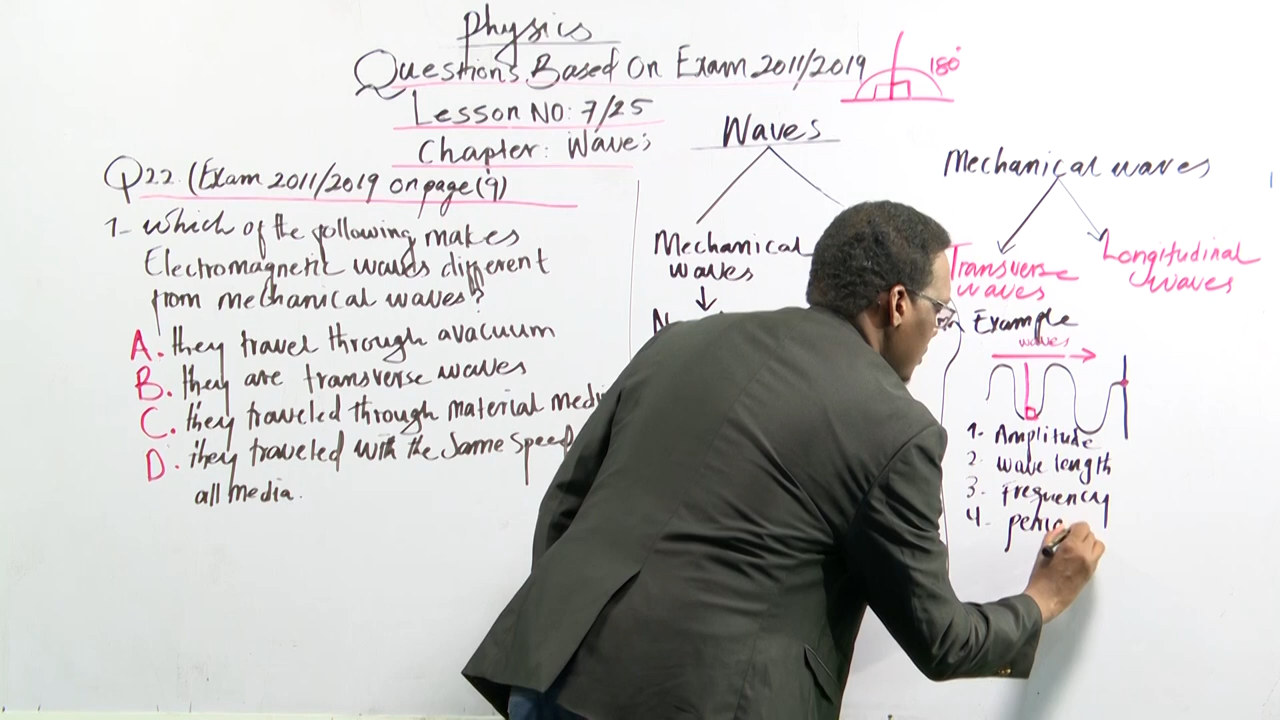 Physics
Questions Based On Exam 2011/2019
180°
Lesson NO: 7/25
Chapter: Waves
Q22. (Exam 2011/2019 on page (9)
1- Which of the following makes
Electromagnetic waves different
from mechanical waves?
A. they travel through a vacuum
B. they are transverse waves
C. they traveled through material medi
D. they traveled with the Same Speed
all media.
Waves
Mechanical
waves
Mechanical waves
Transverse
waves
Longitudinal
waves
Example
waves
1- Amplitude
2- wave length
3- frequency
4- perio